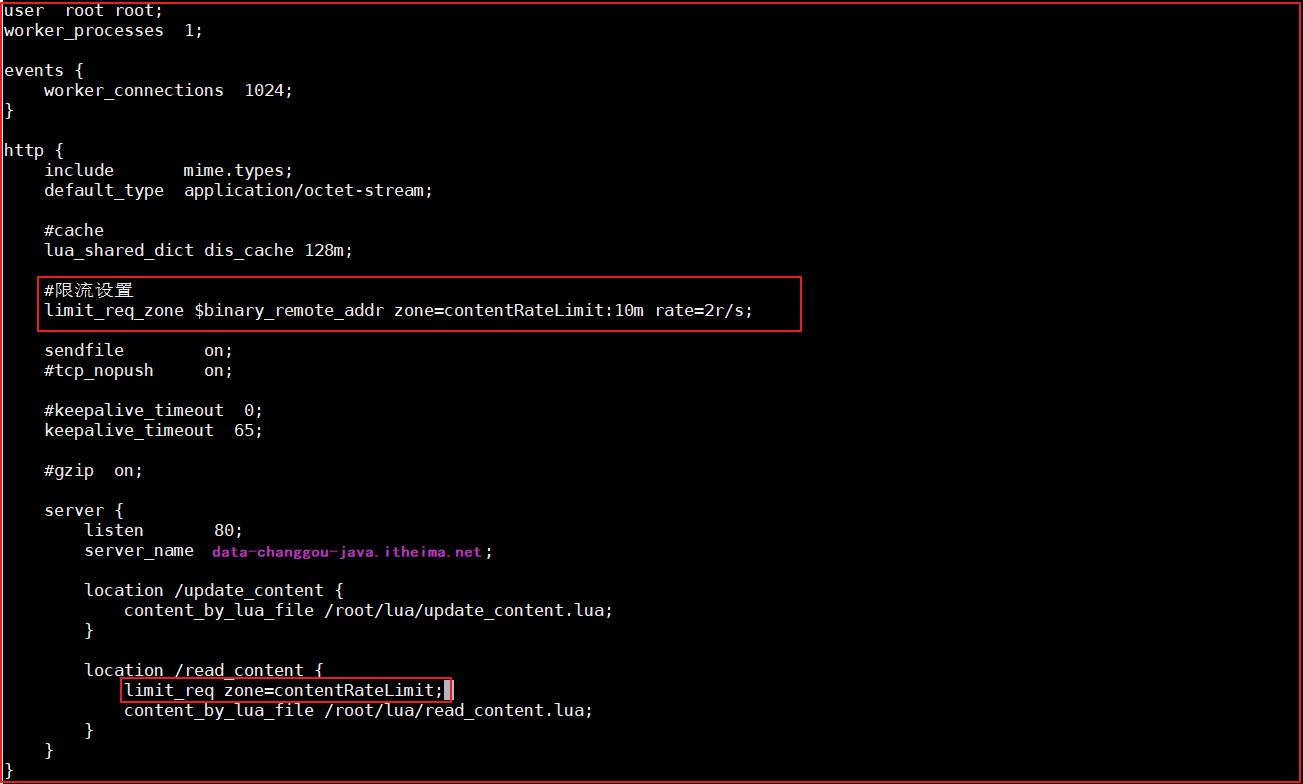 user  root root;
worker_processes  1;
events {
worker_connections  1024;
}
http {
include       mime.types;
default_type  application/octet-stream;
#cache
lua_shared_dict dis_cache 128m;
#限流设置
limit_req_zone $binary_remote_addr zone=contentRateLimit:10m rate=2r/s;
sendfile        on;
#tcp_nopush     on;
#keepalive_timeout  0;
keepalive_timeout  65;
#gzip  on;
server {
listen       80;
server_name  data-changgou-java.itheima.net;
location /update_content {
content_by_lua_file /root/lua/update_content.lua;
}
location /read_content {
limit_req zone=contentRateLimit;
content_by_lua_file /root/lua/read_content.lua;
}
}
}